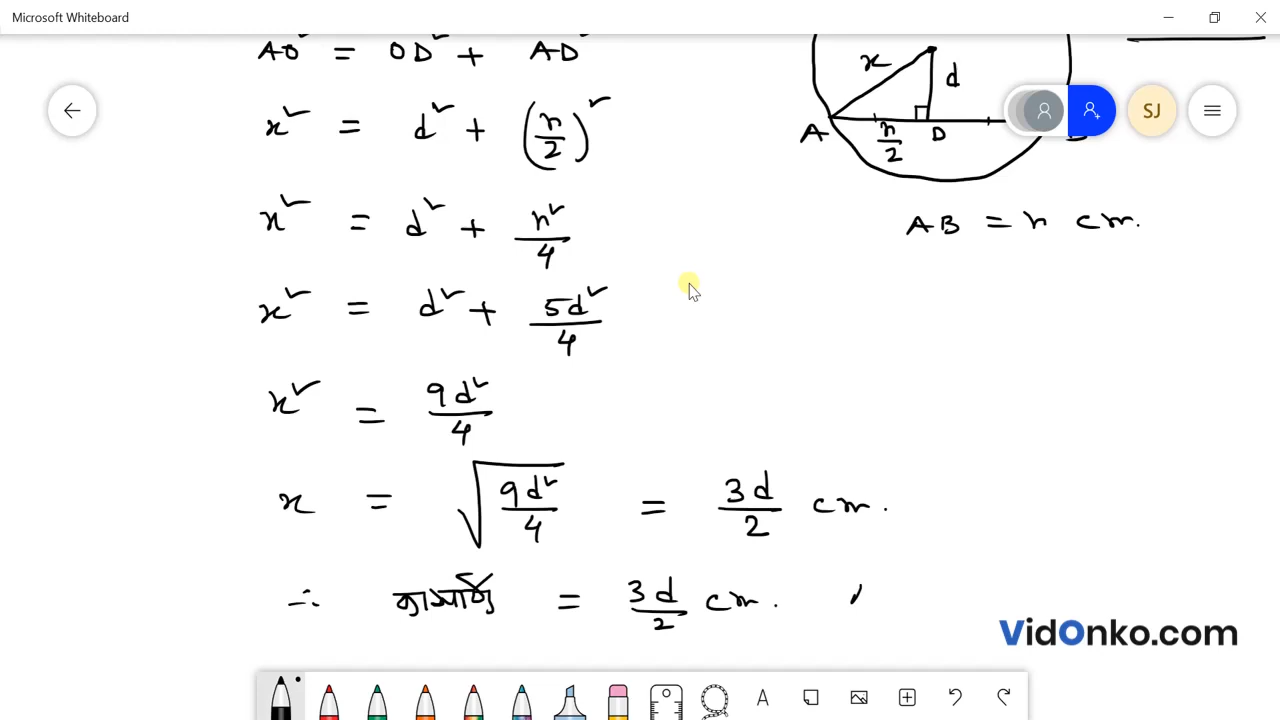 Microsoft Whiteboard
AO² = OD² + AD²
x² = d² + (n/2)²
x² = d² + n²/4
x² = d² + 5d²/4
x² = 9d²/4
x = √(9d²/4) = 3d/2 cm.
∴ ব্যাসার্ধ = 3d/2 cm.
x
d
A
n/2
D
AB = n cm.
SJ
VidOnko.com
A